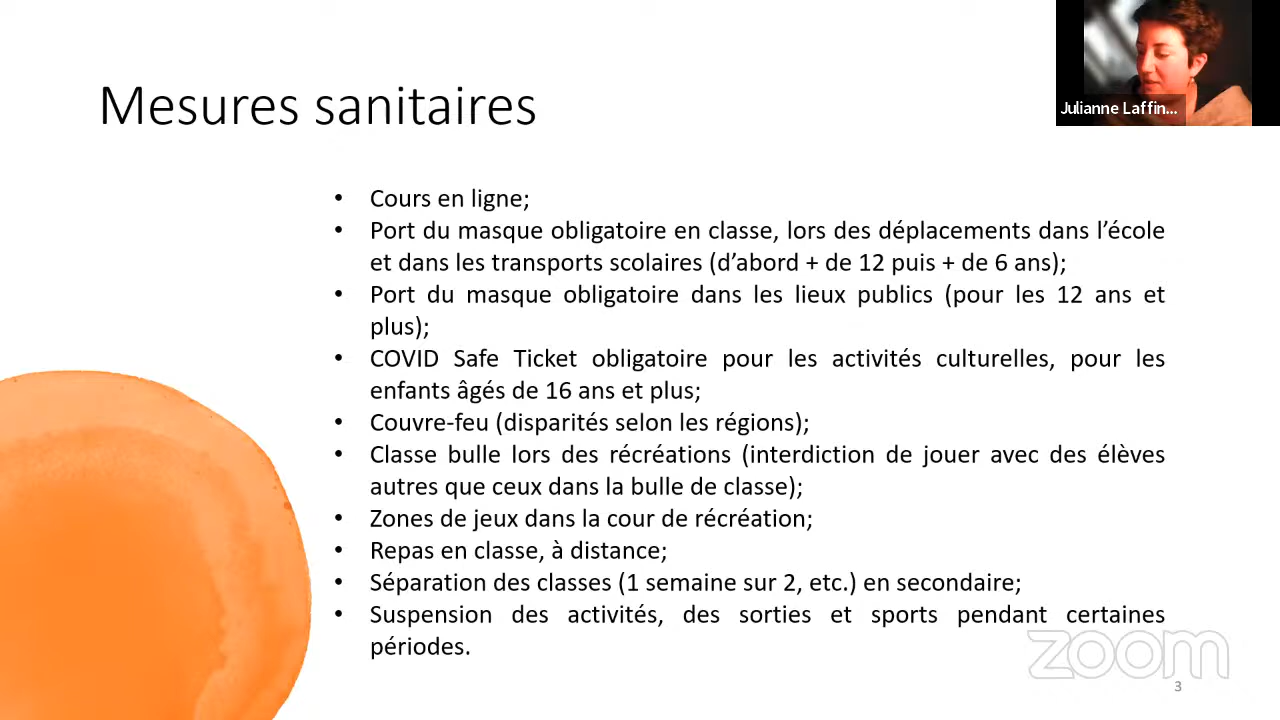 Julianne Laffin...
Mesures sanitaires
• Cours en ligne;
• Port du masque obligatoire en classe, lors des déplacements dans l’école
et dans les transports scolaires (d’abord + de 12 puis + de 6 ans);
• Port du masque obligatoire dans les lieux publics (pour les 12 ans et
plus);
• COVID Safe Ticket obligatoire pour les activités culturelles, pour les
enfants âgés de 16 ans et plus;
• Couvre-feu (disparités selon les régions);
• Classe bulle lors des récréations (interdiction de jouer avec des élèves
autres que ceux dans la bulle de classe);
• Zones de jeux dans la cour de récréation;
• Repas en classe, à distance;
• Séparation des classes (1 semaine sur 2, etc.) en secondaire;
• Suspension des activités, des sorties et sports pendant certaines
périodes.
zoom
3